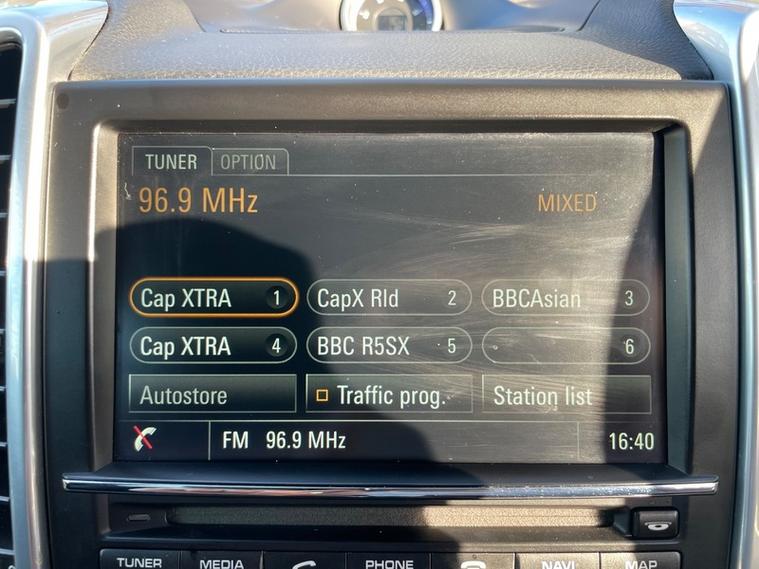 TUNER OPTION
96.9 MHz MIXED
Cap XTRA 1 CapX Rld 2 BBCAsian 3
Cap XTRA 4 BBC R5SX 5 6
Autostore Traffic prog. Station list
FM 96.9 MHz 16:40
TUNER MEDIA PHONE NAVI MAP